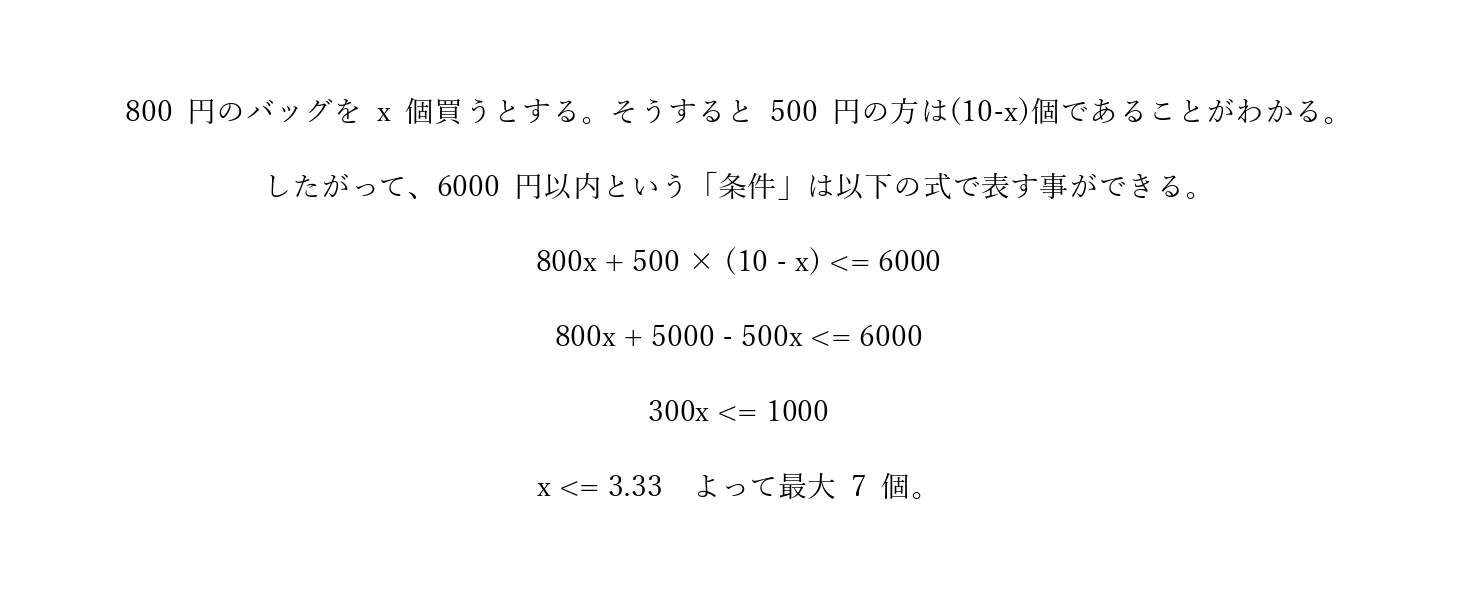 800 円のバッグを x 個買うとする。そうすると 500 円の方は(10-x)個であることがわかる。
したがって、6000 円以内という「条件」は以下の式で表す事ができる。
800x + 500 × (10 - x) <= 6000
800x + 5000 - 500x <= 6000
300x <= 1000
x <= 3.33　よって最大 7 個。